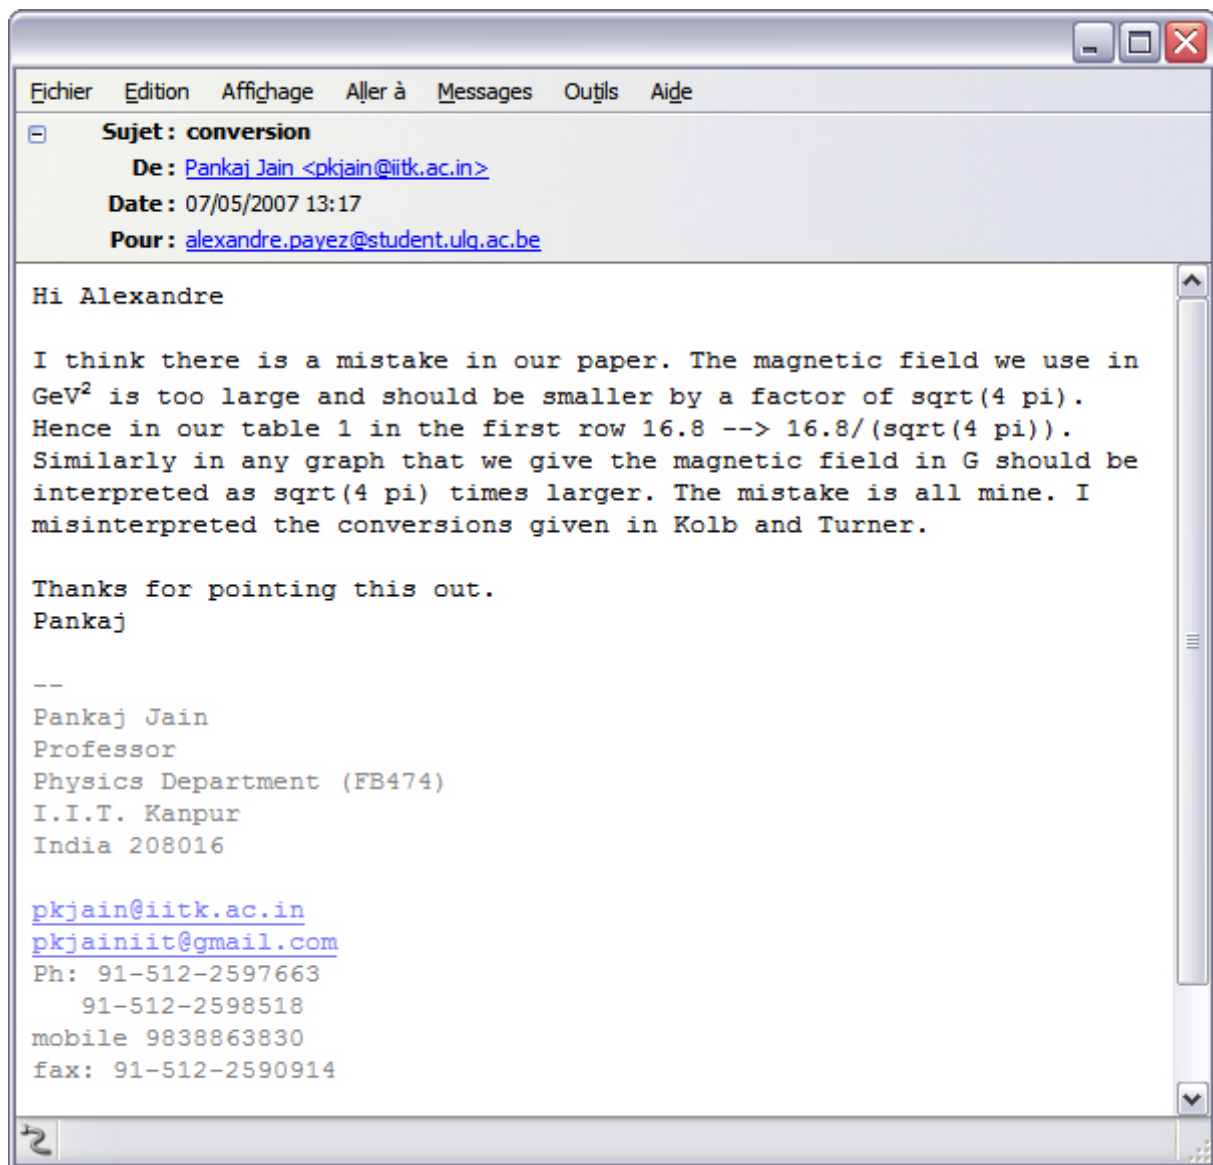 Fichier Edition Affichage Aller à Messages Outils Aide
Sujet : conversion
De : Pankaj Jain <pkjain@iitk.ac.in>
Date : 07/05/2007 13:17
Pour : alexandre.payez@student.ulg.ac.be
Hi Alexandre
I think there is a mistake in our paper. The magnetic field we use in
GeV² is too large and should be smaller by a factor of sqrt(4 pi).
Hence in our table 1 in the first row 16.8 --> 16.8/(sqrt(4 pi)).
Similarly in any graph that we give the magnetic field in G should be
interpreted as sqrt(4 pi) times larger. The mistake is all mine. I
misinterpreted the conversions given in Kolb and Turner.
Thanks for pointing this out.
Pankaj
--
Pankaj Jain
Professor
Physics Department (FB474)
I.I.T. Kanpur
India 208016
pkjain@iitk.ac.in
pkjainiit@gmail.com
Ph: 91-512-2597663
91-512-2598518
mobile 9838863830
fax: 91-512-2590914